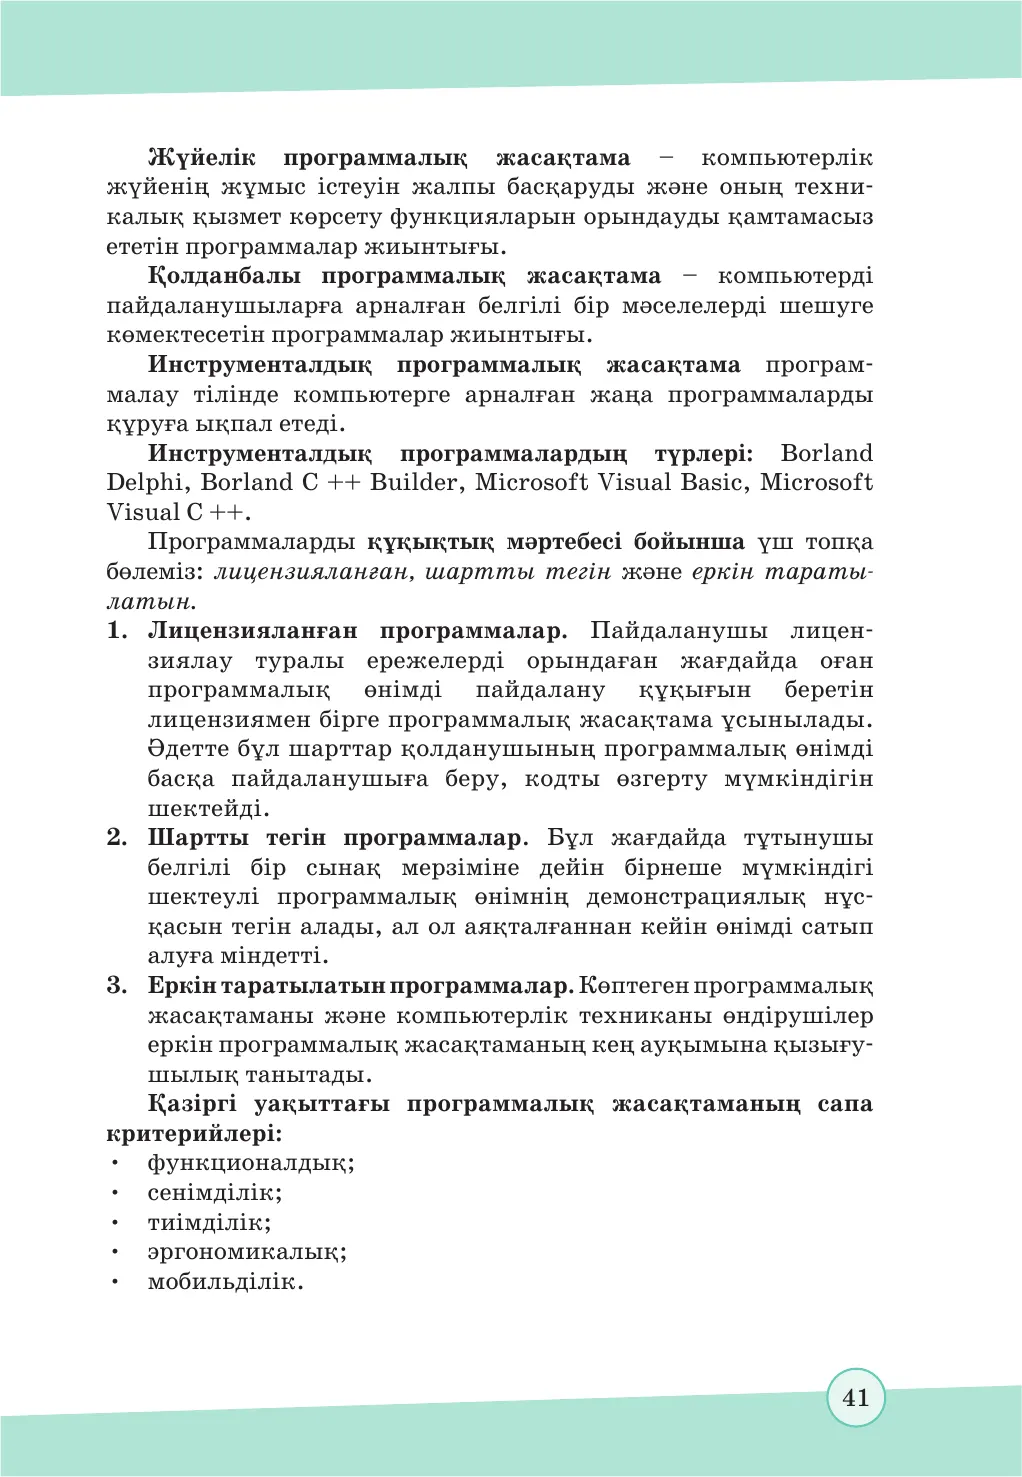 Жүйелік программалық жасақтама – компьютерлік
жүйенің жұмыс істеуін жалпы басқаруды және оның техни-
калық қызмет көрсету функцияларын орындауды қамтамасыз
ететін программалар жиынтығы.
Қолданбалы программалық жасақтама – компьютерді
пайдаланушыларға арналған белгілі бір мәселелерді шешуге
көмектесетін программалар жиынтығы.
Инструменталдық программалық жасақтама програм-
малау тілінде компьютерге арналған жаңа программаларды
құруға ықпал етеді.
Инструменталдық программалардың түрлері: Borland
Delphi, Borland C ++ Builder, Microsoft Visual Basic, Microsoft
Visual C ++.
Программаларды құқықтық мәртебесі бойынша үш топқа
бөлеміз: лицензияланған, шартты тегін және еркін тараты-
латын.
1. Лицензияланған программалар. Пайдаланушы лицен-
зиялау туралы ережелерді орындаған жағдайда оған
программалық өнімді пайдалану құқығын беретін
лицензиямен бірге программалық жасақтама ұсынылады.
Әдетте бұл шарттар қолданушының программалық өнімді
басқа пайдаланушыға беру, кодты өзгерту мүмкіндігін
шектейді.
2. Шартты тегін программалар. Бұл жағдайда тұтынушы
белгілі бір сынақ мерзіміне дейін бірнеше мүмкіндігі
шектеулі программалық өнімнің демонстрациялық нұс-
қасын тегін алады, ал ол аяқталғаннан кейін өнімді сатып
алуға міндетті.
3. Еркін таратылатын программалар. Көптеген программалық
жасақтаманы және компьютерлік техниканы өндірушілер
еркін программалық жасақтаманың кең ауқымына қызығу-
шылық танытады.
Қазіргі уақыттағы программалық жасақтаманың сапа
критерийлері:
• функционалдық;
• сенімділік;
• тиімділік;
• эргономикалық;
• мобильділік.
41